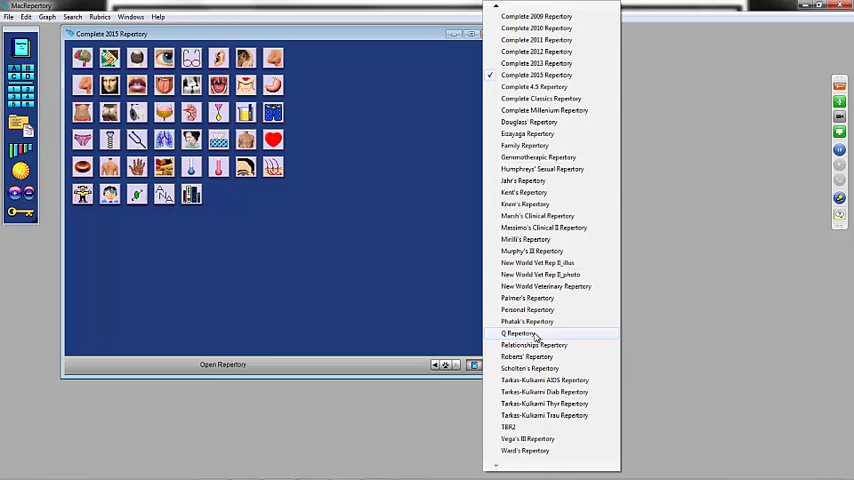 MacRepertory
File Edit Graph Search Rubrics Windows Help
Complete 2015 Repertory
ANA
Open Repertory
Complete 2009 Repertory
Complete 2010 Repertory
Complete 2011 Repertory
Complete 2012 Repertory
Complete 2013 Repertory
Complete 2015 Repertory
Complete 4.5 Repertory
Complete Classics Repertory
Complete Millenium Repertory
Douglass' Repertory
Eizayaga Repertory
Family Repertory
Gemmotherapic Repertory
Humphreys' Sexual Repertory
Jahr's Repertory
Kent's Repertory
Knerr's Repertory
Marsh's Clinical Repertory
Massimo's Clinical II Repertory
Mirilli's Repertory
Murphy's III Repertory
New World Vet Rep II_illus
New World Vet Rep II_photo
New World Veterinary Repertory
Palmer's Repertory
Personal Repertory
Phatak's Repertory
Q Repertory
Relationships Repertory
Roberts' Repertory
Scholten's Repertory
Tarkas-Kulkarni AIDS Repertory
Tarkas-Kulkarni Diab Repertory
Tarkas-Kulkarni Thyr Repertory
Tarkas-Kulkarni Trau Repertory
TBR2
Vega's III Repertory
Ward's Repertory